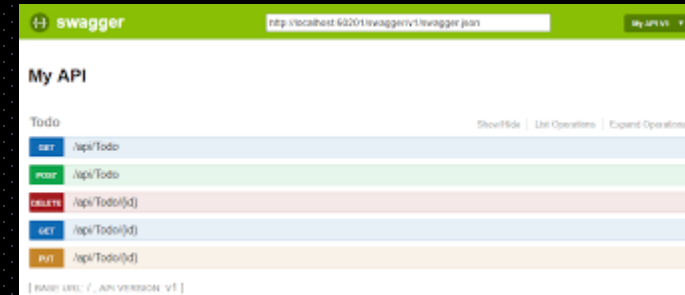 swagger http://localhost:60201/swagger/v1/swagger.json My API V1
My API
Todo Show/Hide List Operations Expand Operations
GET /api/Todo
POST /api/Todo
DELETE /api/Todo/{id}
GET /api/Todo/{id}
PUT /api/Todo/{id}
[ BASE URL: / , API VERSION: V1 ]